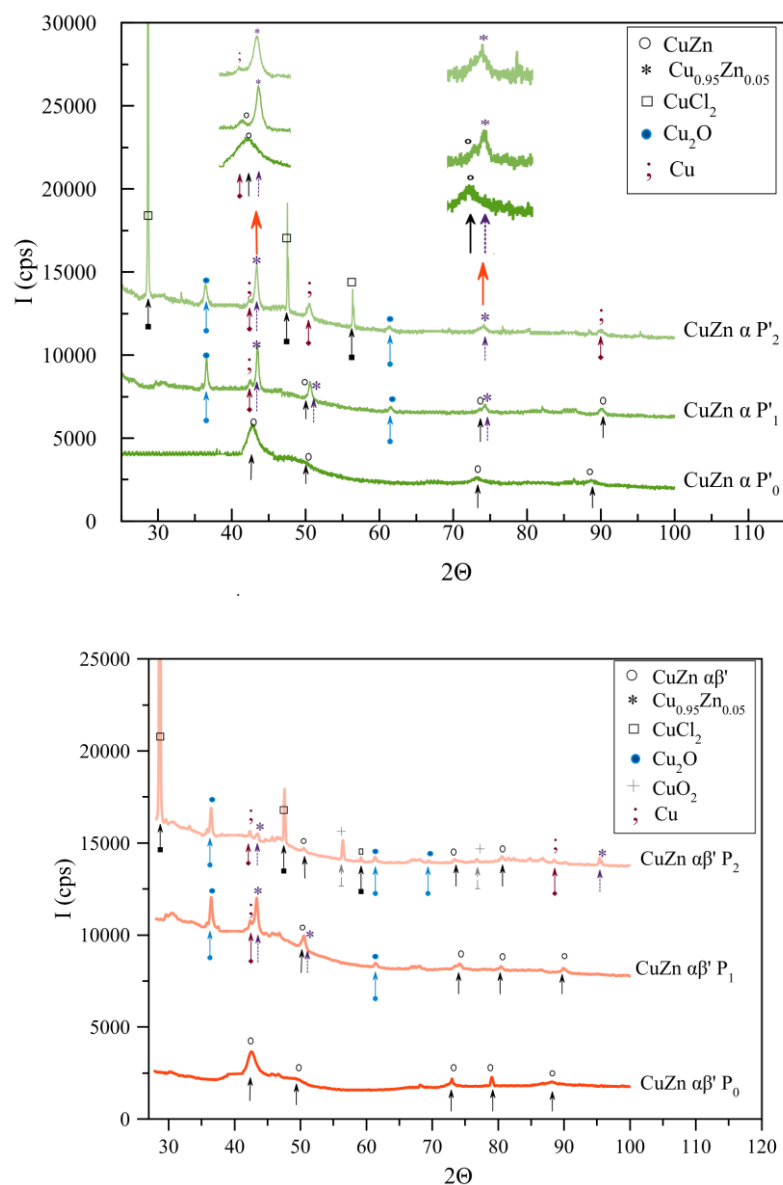 30000
25000
20000
15000
10000
5000
0
I (cps)
○ CuZn
* Cu0.95Zn0.05
□ CuCl2
● Cu2O
; Cu
CuZn α P'2
CuZn α P'1
CuZn α P'0
30 40 50 60 70 80 90 100 110
2Θ
25000
20000
15000
10000
5000
0
I (cps)
○ CuZn αβ'
* Cu0.95Zn0.05
□ CuCl2
● Cu2O
+ CuO2
; Cu
CuZn αβ' P2
CuZn αβ' P1
CuZn αβ' P0
30 40 50 60 70 80 90 100 110 120
2Θ